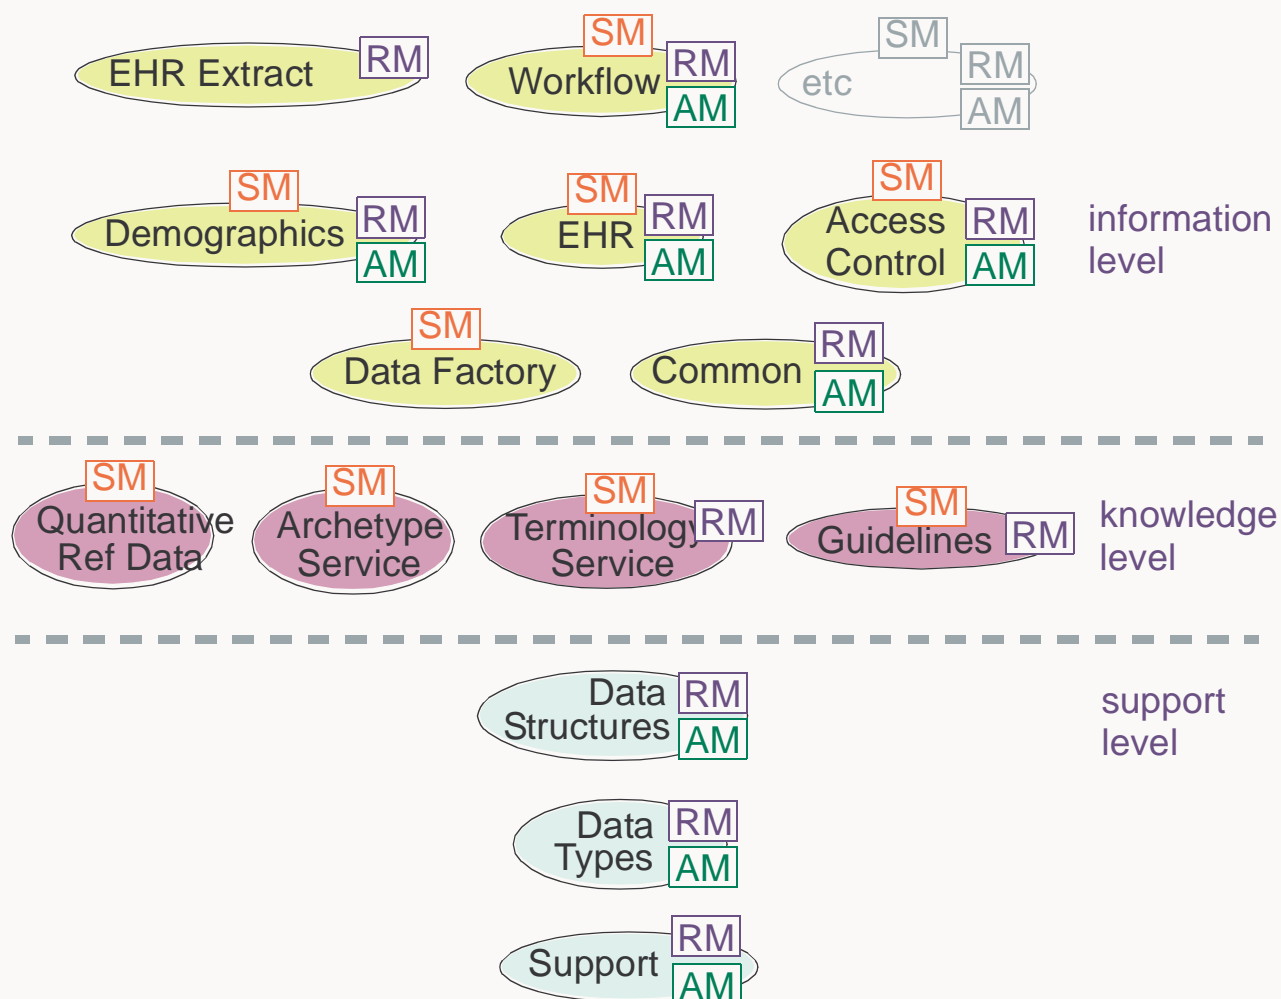 SM
EHR Extract
RM
SM
Workflow
RM
AM
SM
etc
RM
AM
SM
Demographics
RM
AM
SM
EHR
RM
AM
SM
Access
Control
RM
AM
information
level
SM
Data Factory
Common
RM
AM
SM
Quantitative
Ref Data
SM
Archetype
Service
SM
Terminology
Service
RM
SM
Guidelines
RM
knowledge
level
Data
Structures
RM
AM
support
level
Data
Types
RM
AM
Support
RM
AM